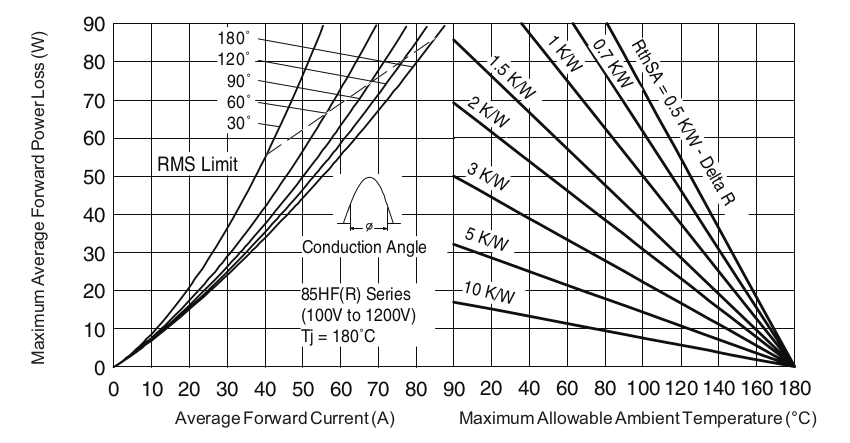 Maximum Average Forward Power Loss (W)
90
80
70
60
50
40
30
20
10
0
180°
120°
90°
60°
30°
RMS Limit
ø
Conduction Angle
85HF(R) Series
(100V to 1200V)
Tj = 180°C
1.5 K/W
1 K/W
0.7 K/W
RthSA = 0.5 K/W - Delta R
2 K/W
3 K/W
5 K/W
10 K/W
0 10 20 30 40 50 60 70 80 90 20 40 60 80 100 120 140 160 180
Average Forward Current (A)
Maximum Allowable Ambient Temperature (°C)